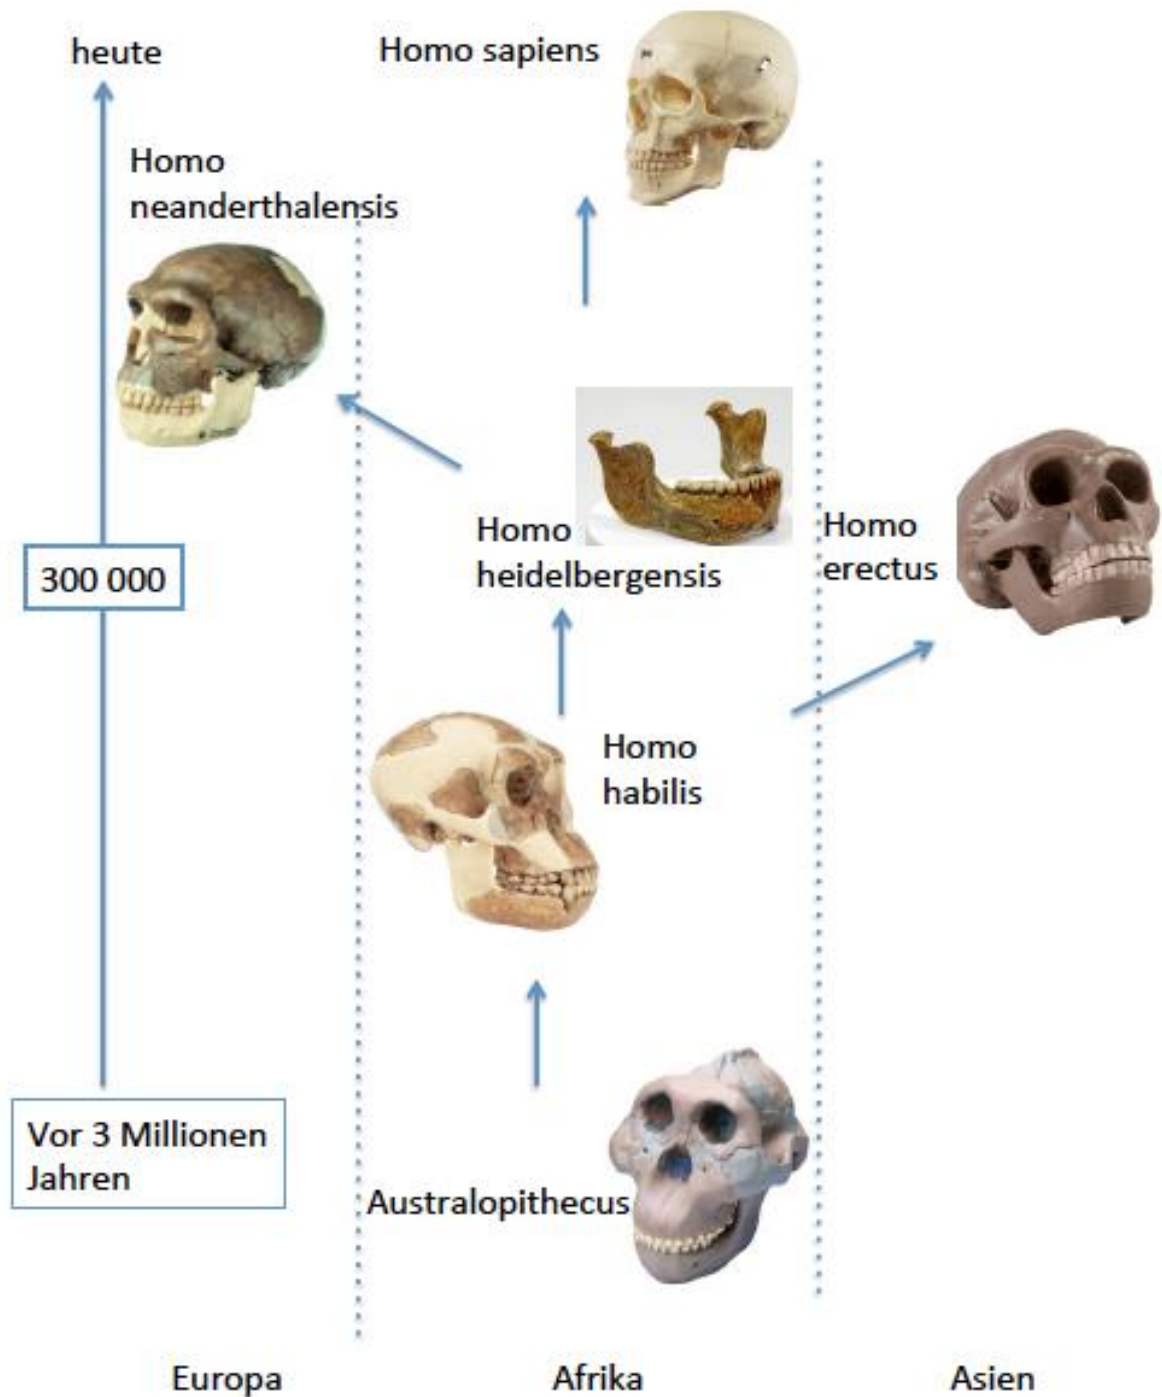 heute
Homo sapiens
Homo
neanderthalensis
Homo
heidelbergensis
Homo
erectus
300 000
Homo
habilis
Vor 3 Millionen
Jahren
Australopithecus
Europa
Afrika
Asien